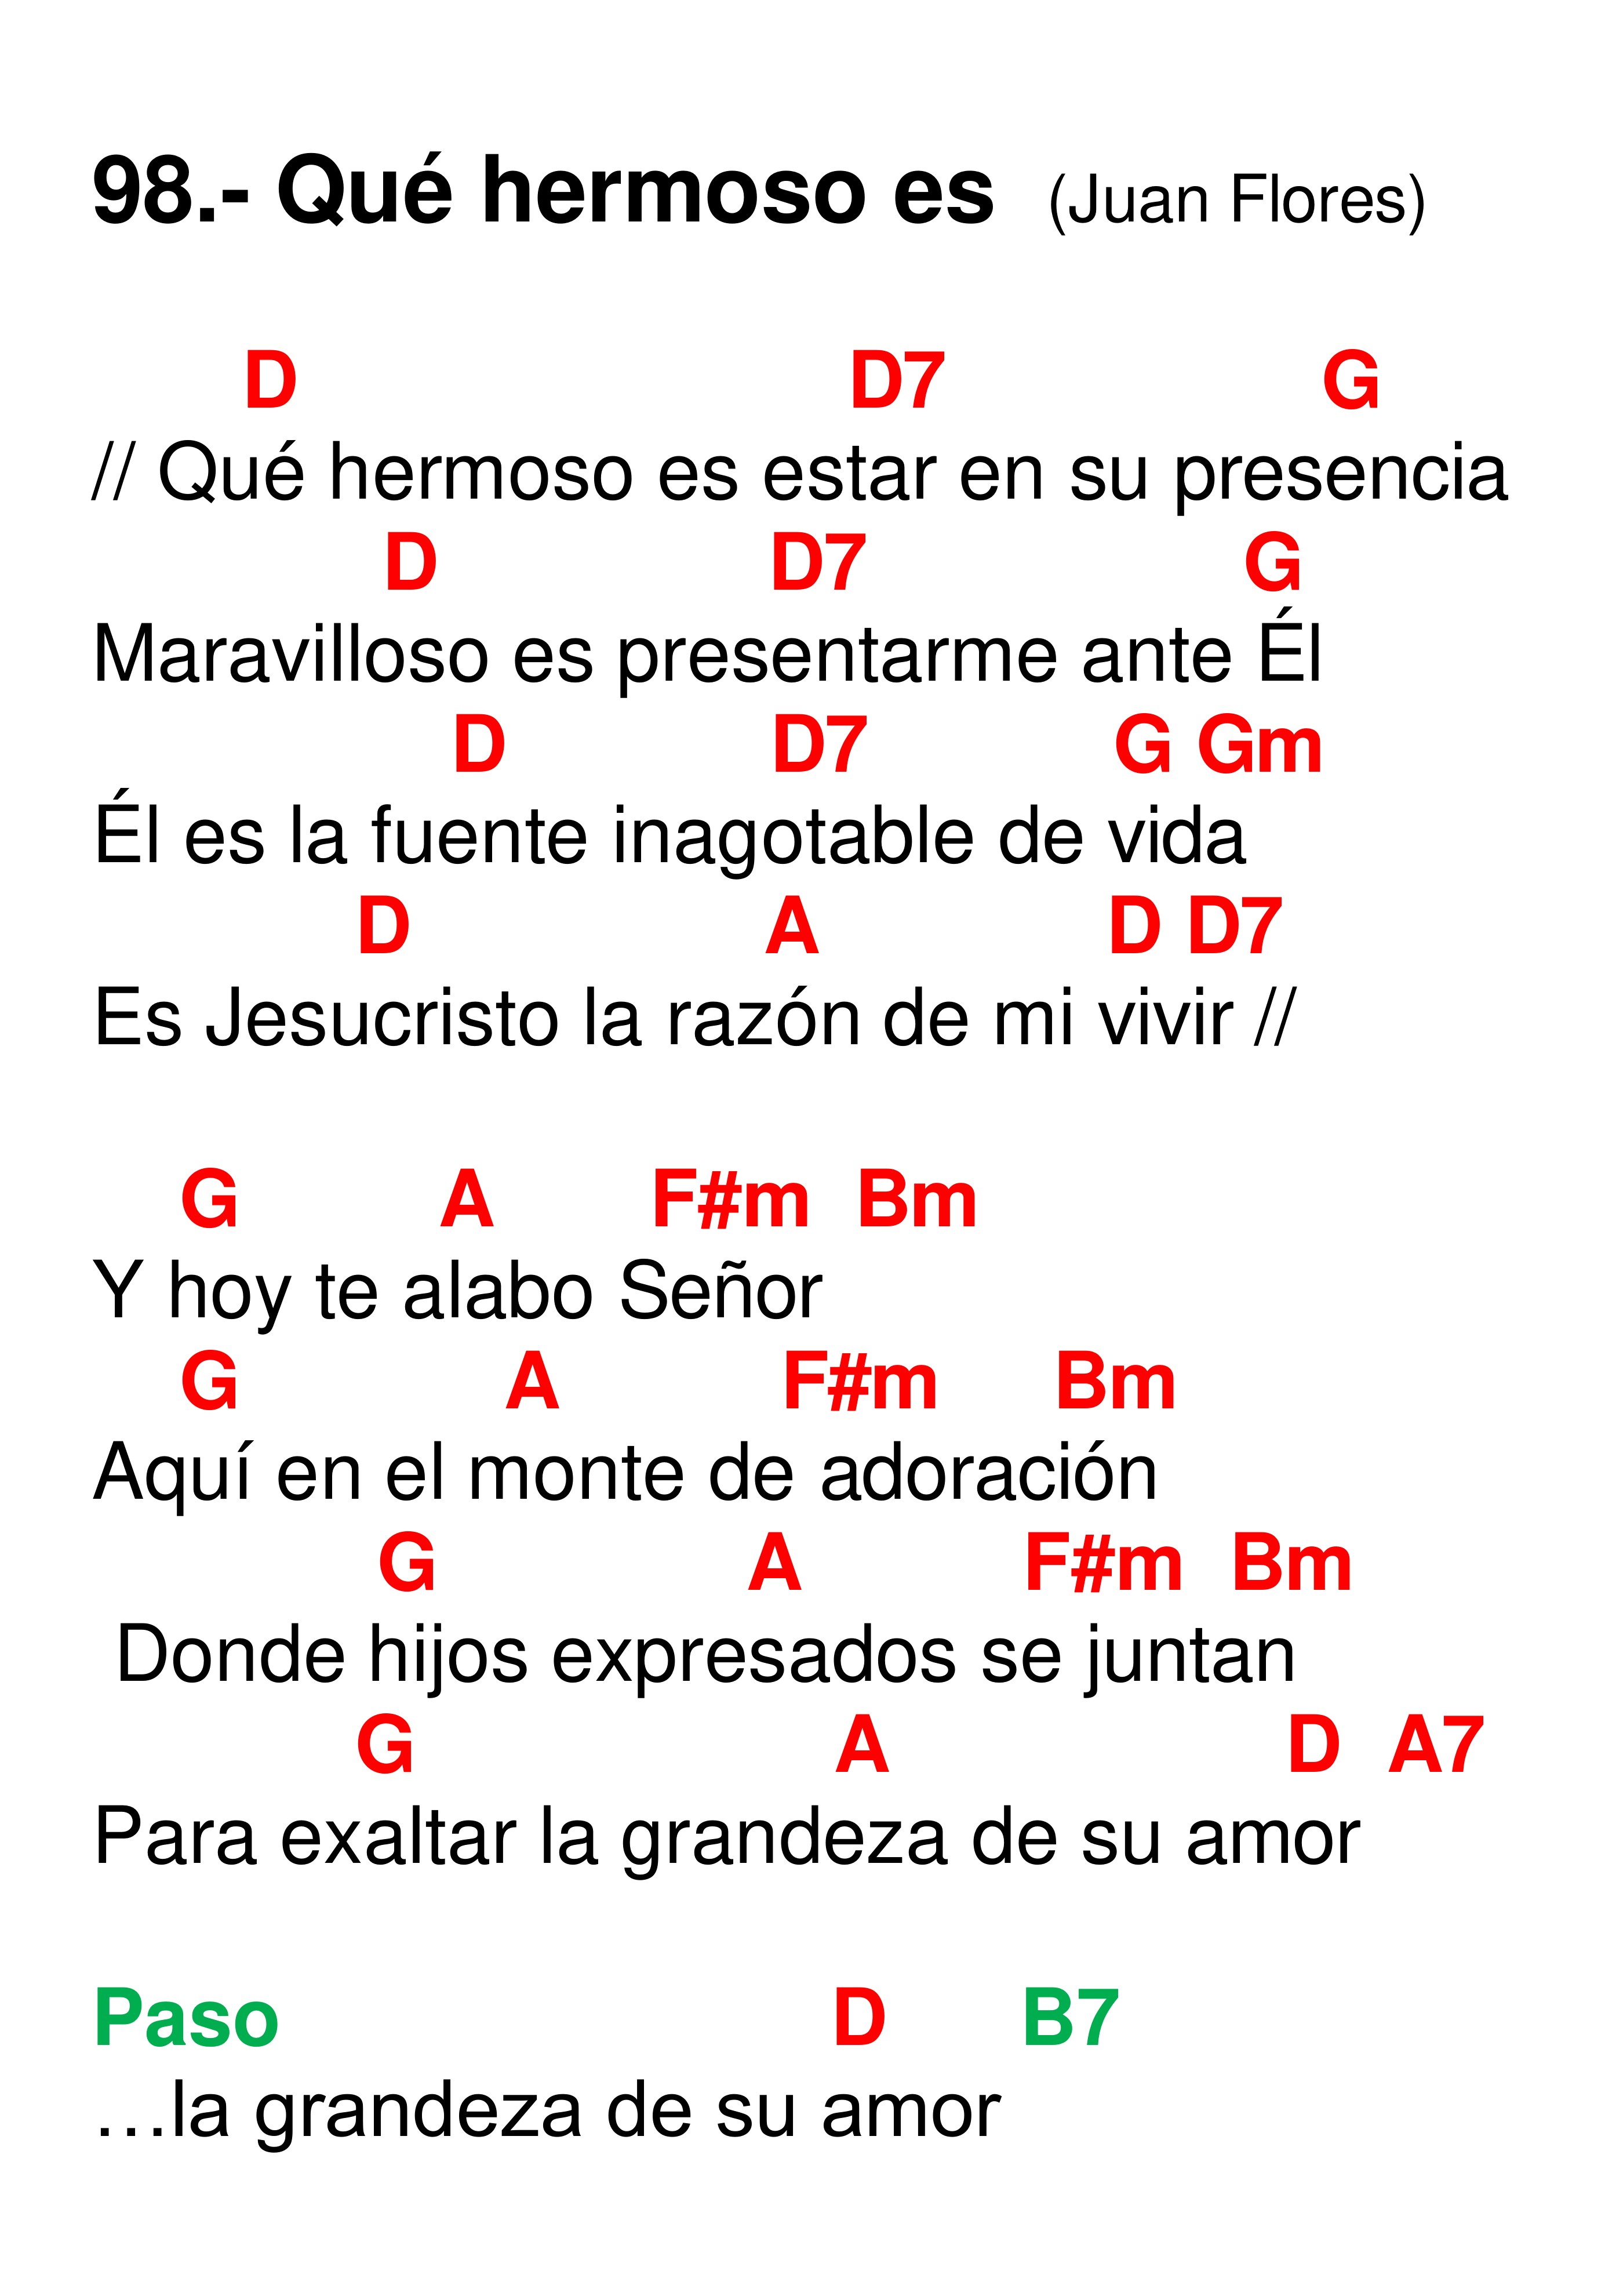 98.- Qué hermoso es (Juan Flores)
D D7 G
// Qué hermoso es estar en su presencia
D D7 G
Maravilloso es presentarme ante Él
D D7 G Gm
Él es la fuente inagotable de vida
D A D D7
Es Jesucristo la razón de mi vivir //
G A F#m Bm
Y hoy te alabo Señor
G A F#m Bm
Aquí en el monte de adoración
G A F#m Bm
Donde hijos expresados se juntan
G A D A7
Para exaltar la grandeza de su amor
Paso D B7
…la grandeza de su amor